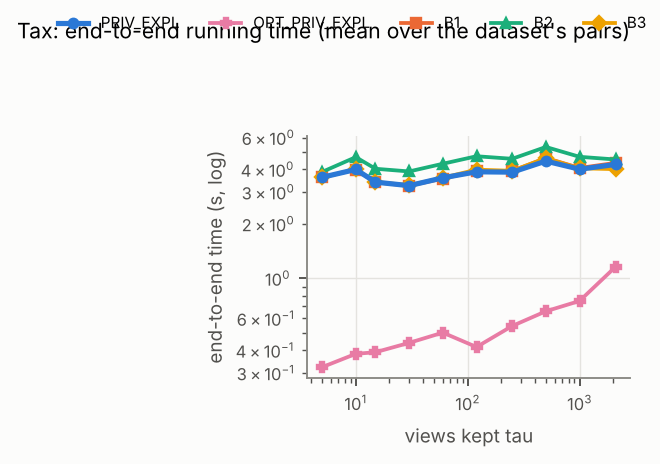 PRIV_EXPL OPT_PRIV_EXPL B1 B2 B3
Tax: end-to-end running time (mean over the dataset's pairs)
6 × 10⁰
4 × 10⁰
3 × 10⁰
2 × 10⁰
10⁰
6 × 10⁻¹
4 × 10⁻¹
3 × 10⁻¹
end-to-end time (s, log)
10¹ 10² 10³
views kept tau